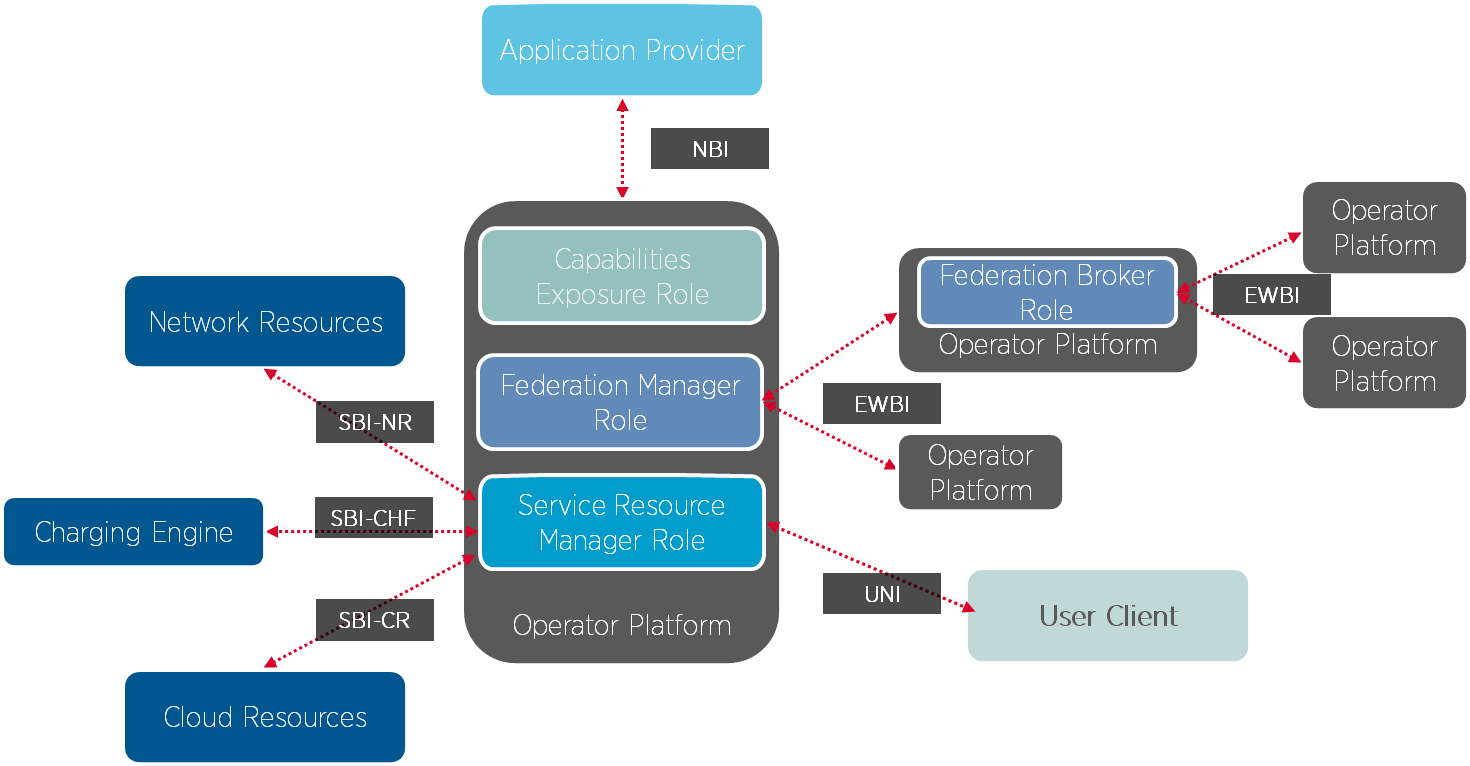 Application Provider
NBI
Capabilities
Exposure Role
Federation Manager
Role
Service Resource
Manager Role
Operator Platform
Network Resources
SBI-NR
Charging Engine
SBI-CHF
SBI-CR
Cloud Resources
Federation Broker
Role
Operator Platform
EWBI
Operator
Platform
EWBI
Operator
Platform
Operator
Platform
UNI
User Client